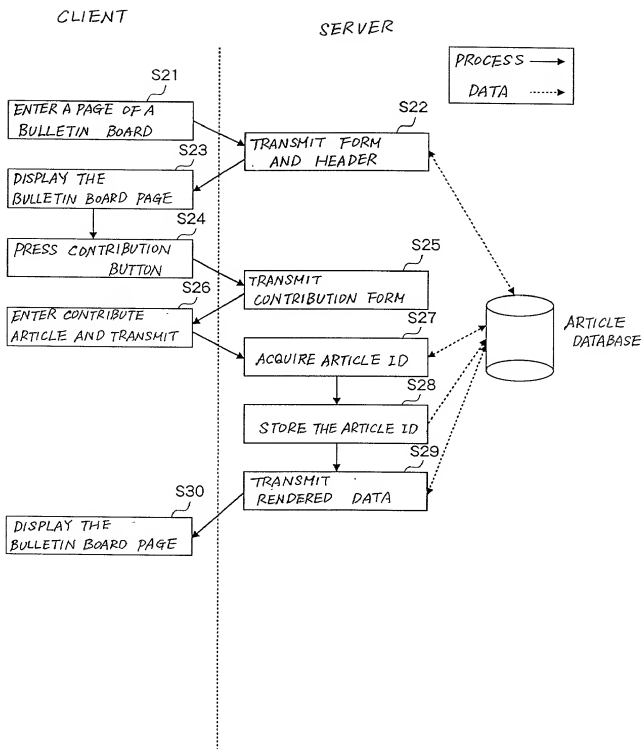 CLIENT
SERVER
PROCESS
DATA
S21
ENTER A PAGE OF A
BULLETIN BOARD
S22
TRANSMIT FORM
AND HEADER
S23
DISPLAY THE
BULLETIN BOARD PAGE
S24
PRESS CONTRIBUTION
BUTTON
S25
TRANSMIT
CONTRIBUTION FORM
S26
ENTER CONTRIBUTE
ARTICLE AND TRANSMIT
S27
ACQUIRE ARTICLE ID
ARTICLE
DATABASE
S28
STORE THE ARTICLE ID
S29
TRANSMIT
RENDERED DATA
S30
DISPLAY THE
BULLETIN BOARD PAGE